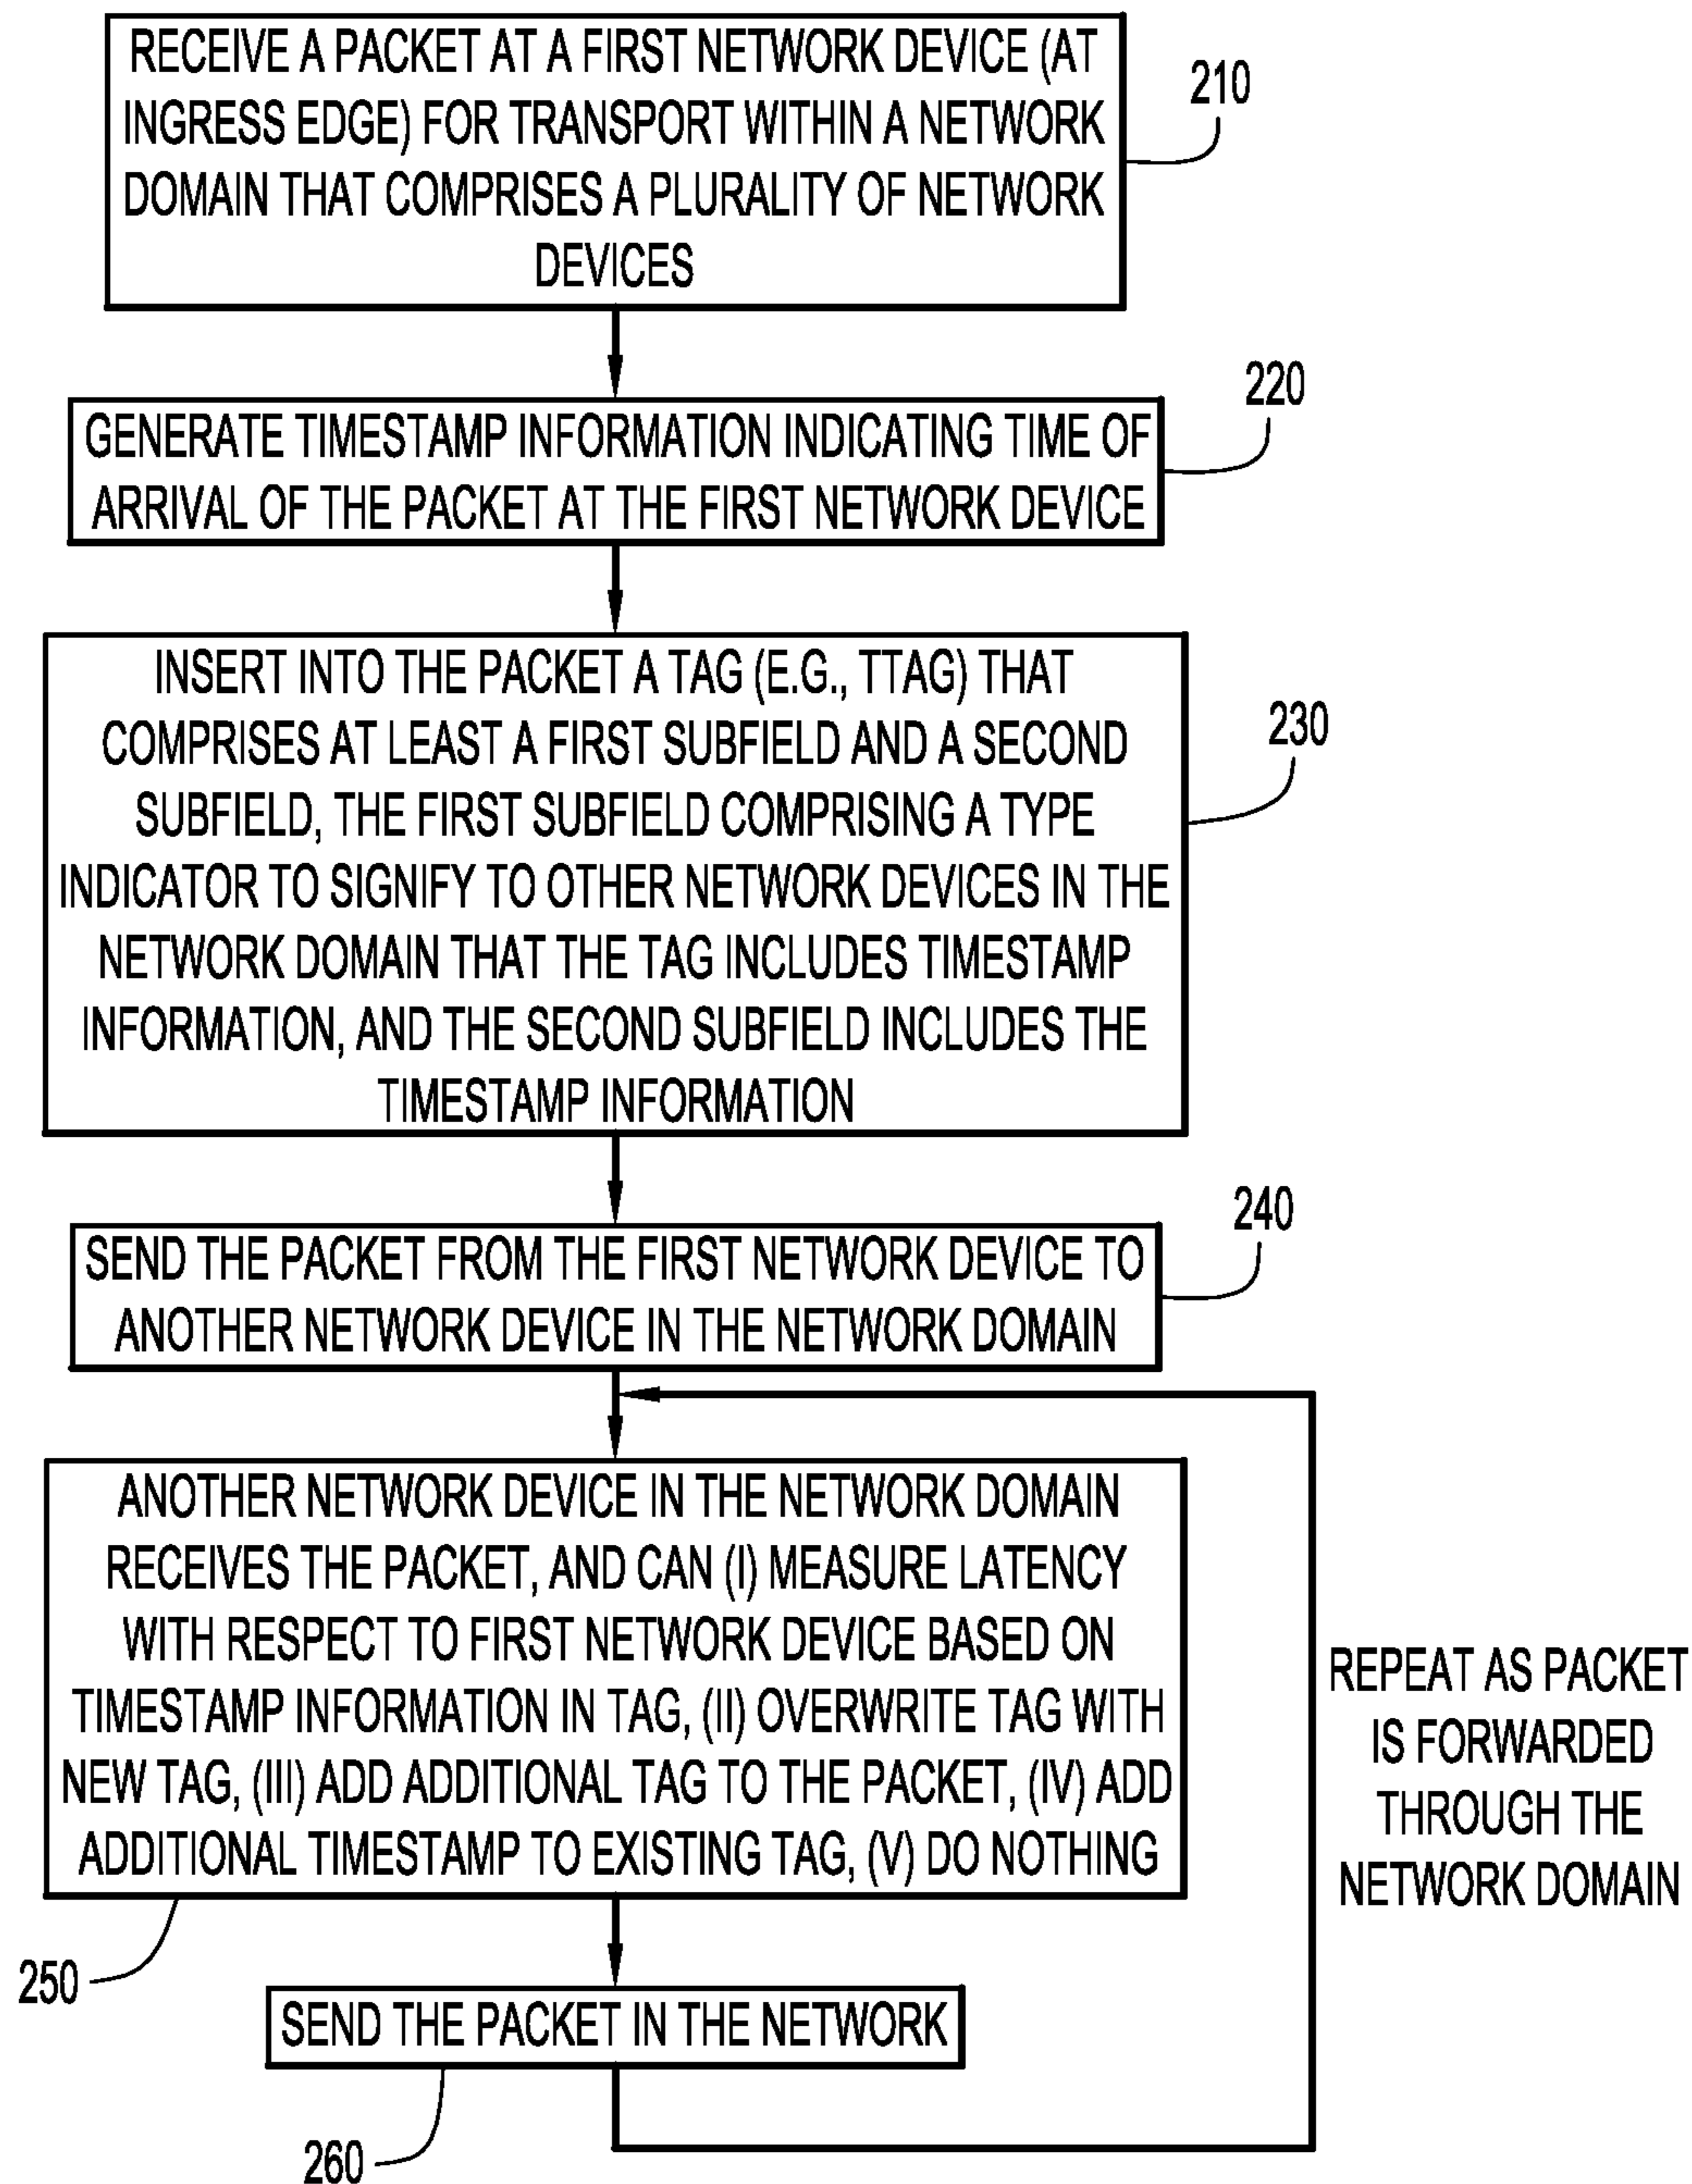 RECEIVE A PACKET AT A FIRST NETWORK DEVICE (AT
INGRESS EDGE) FOR TRANSPORT WITHIN A NETWORK
DOMAIN THAT COMPRISES A PLURALITY OF NETWORK
DEVICES
210
GENERATE TIMESTAMP INFORMATION INDICATING TIME OF
ARRIVAL OF THE PACKET AT THE FIRST NETWORK DEVICE
220
INSERT INTO THE PACKET A TAG (E.G., TTAG) THAT
COMPRISES AT LEAST A FIRST SUBFIELD AND A SECOND
SUBFIELD, THE FIRST SUBFIELD COMPRISING A TYPE
INDICATOR TO SIGNIFY TO OTHER NETWORK DEVICES IN THE
NETWORK DOMAIN THAT THE TAG INCLUDES TIMESTAMP
INFORMATION, AND THE SECOND SUBFIELD INCLUDES THE
TIMESTAMP INFORMATION
230
SEND THE PACKET FROM THE FIRST NETWORK DEVICE TO
ANOTHER NETWORK DEVICE IN THE NETWORK DOMAIN
240
ANOTHER NETWORK DEVICE IN THE NETWORK DOMAIN
RECEIVES THE PACKET, AND CAN (I) MEASURE LATENCY
WITH RESPECT TO FIRST NETWORK DEVICE BASED ON
TIMESTAMP INFORMATION IN TAG, (II) OVERWRITE TAG WITH
NEW TAG, (III) ADD ADDITIONAL TAG TO THE PACKET, (IV) ADD
ADDITIONAL TIMESTAMP TO EXISTING TAG, (V) DO NOTHING
250
REPEAT AS PACKET
IS FORWARDED
THROUGH THE
NETWORK DOMAIN
SEND THE PACKET IN THE NETWORK
260